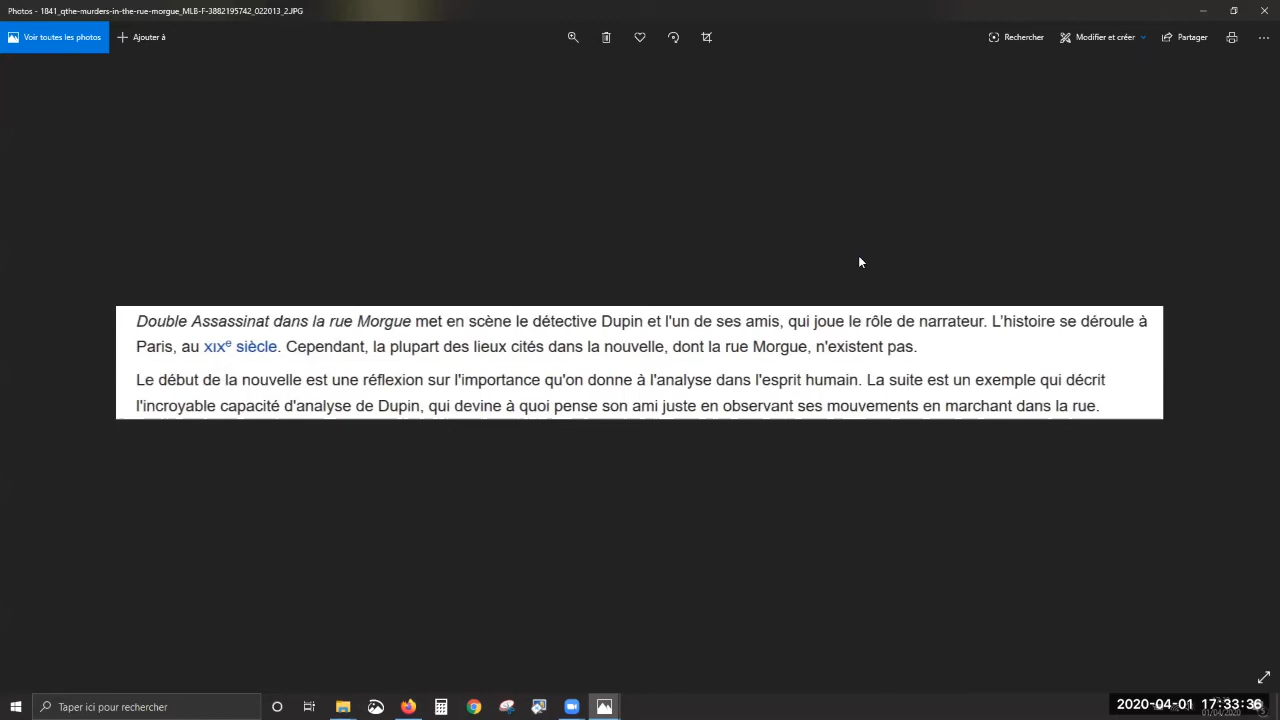 Photos - 1841_qthe-murders-in-the-rue-morgue_MLB-F-3882195742_022013_2.JPG
Voir toutes les photos
Ajouter à
Rechercher
Modifier et créer
Partager
Double Assassinat dans la rue Morgue met en scène le détective Dupin et l'un de ses amis, qui joue le rôle de narrateur. L'histoire se déroule à
Paris, au XIXe siècle. Cependant, la plupart des lieux cités dans la nouvelle, dont la rue Morgue, n'existent pas.
Le début de la nouvelle est une réflexion sur l'importance qu'on donne à l'analyse dans l'esprit humain. La suite est un exemple qui décrit
l'incroyable capacité d'analyse de Dupin, qui devine à quoi pense son ami juste en observant ses mouvements en marchant dans la rue.
Taper ici pour rechercher
2020-04-01 17:33:36
01/04/2020